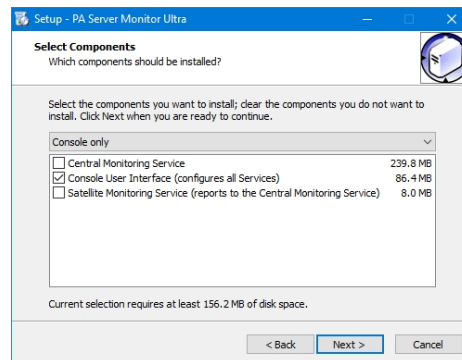 Setup - PA Server Monitor Ultra
Select Components
Which components should be installed?
Select the components you want to install; clear the components you do not want to
install. Click Next when you are ready to continue.
Console only
Central Monitoring Service 239.8 MB
Console User Interface (configures all Services) 86.4 MB
Satellite Monitoring Service (reports to the Central Monitoring Service) 8.0 MB
Current selection requires at least 156.2 MB of disk space.
< Back Next > Cancel